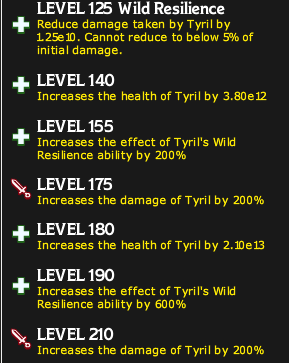 LEVEL 125 Wild Resilience
Reduce damage taken by Tyril by
1.25e10. Cannot reduce to below 5% of
initial damage.
LEVEL 140
Increases the health of Tyril by 3.80e12
LEVEL 155
Increases the effect of Tyril's Wild
Resilience ability by 200%
LEVEL 175
Increases the damage of Tyril by 200%
LEVEL 180
Increases the health of Tyril by 2.10e13
LEVEL 190
Increases the effect of Tyril's Wild
Resilience ability by 600%
LEVEL 210
Increases the damage of Tyril by 200%